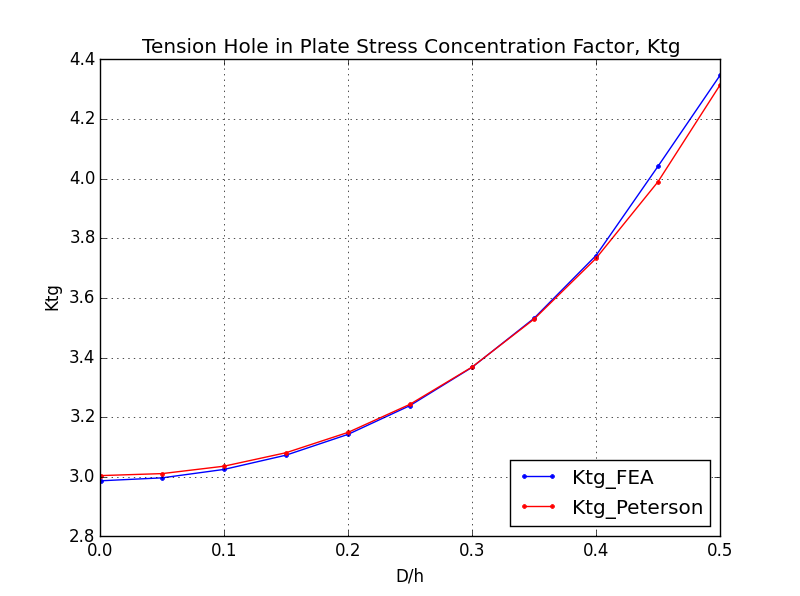 Tension Hole in Plate Stress Concentration Factor, Ktg
4.4
4.2
4.0
3.8
3.6
3.4
3.2
3.0
2.8
Ktg
Ktg_FEA
Ktg_Peterson
0.0 0.1 0.2 0.3 0.4 0.5
D/h